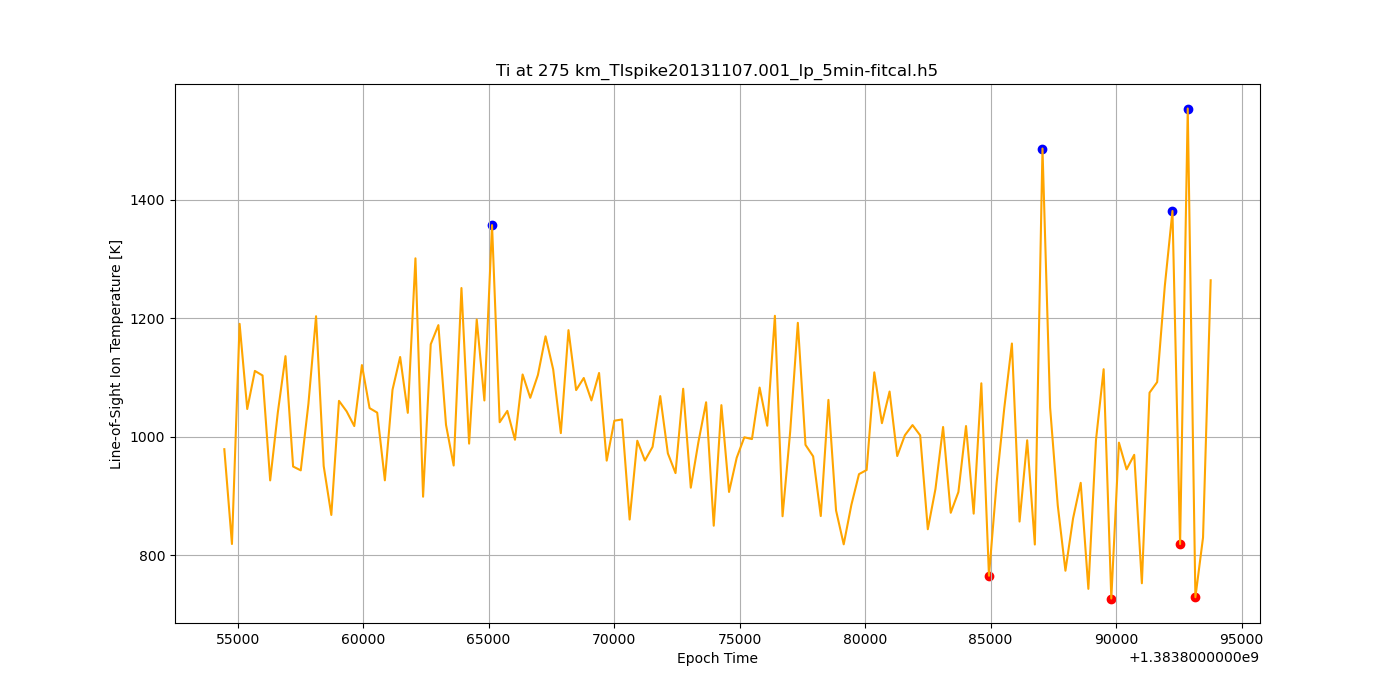 Ti at 275 km_TIspike20131107.001_lp_5min-fitcal.h5
Line-of-Sight Ion Temperature [K]
1400
1200
1000
800
55000 60000 65000 70000 75000 80000 85000 90000 95000
Epoch Time
+1.3838000000e9